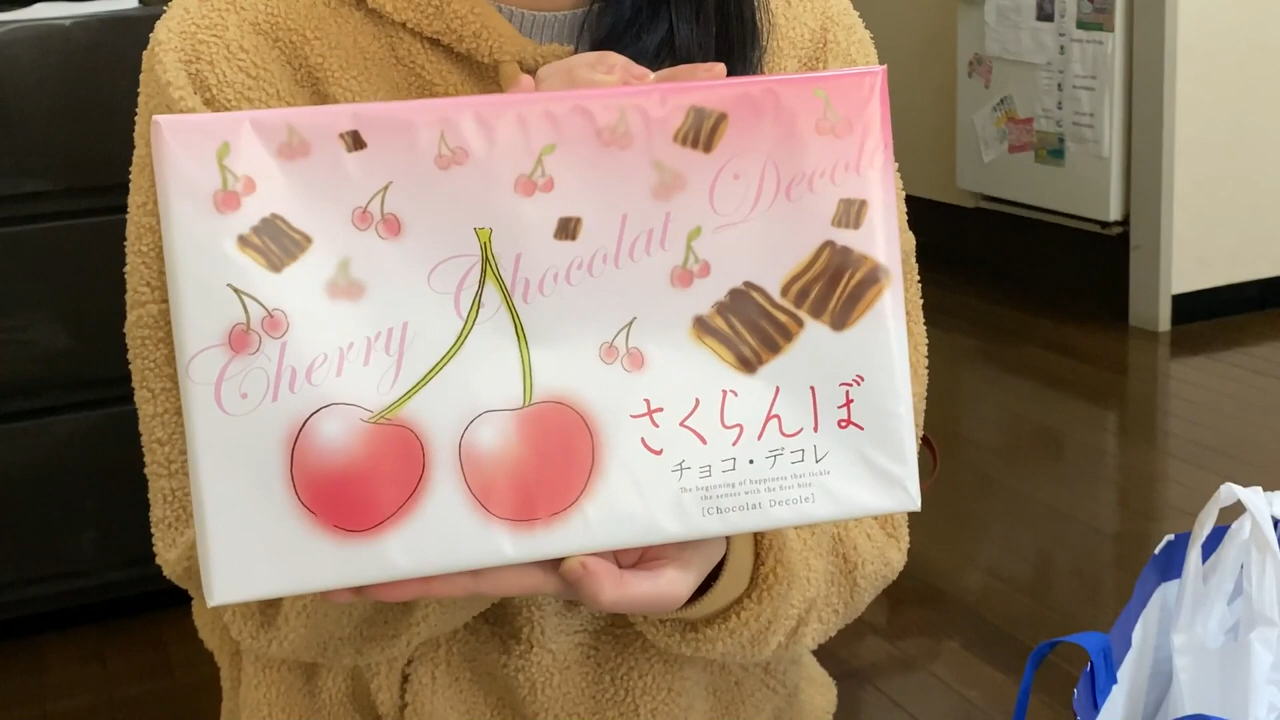 Cherry Chocolat Decol
さくらんぼ
チョコ・デコレ
The beginning of happiness that tickle
the senses with the first bite.
[Chocolat Decole]